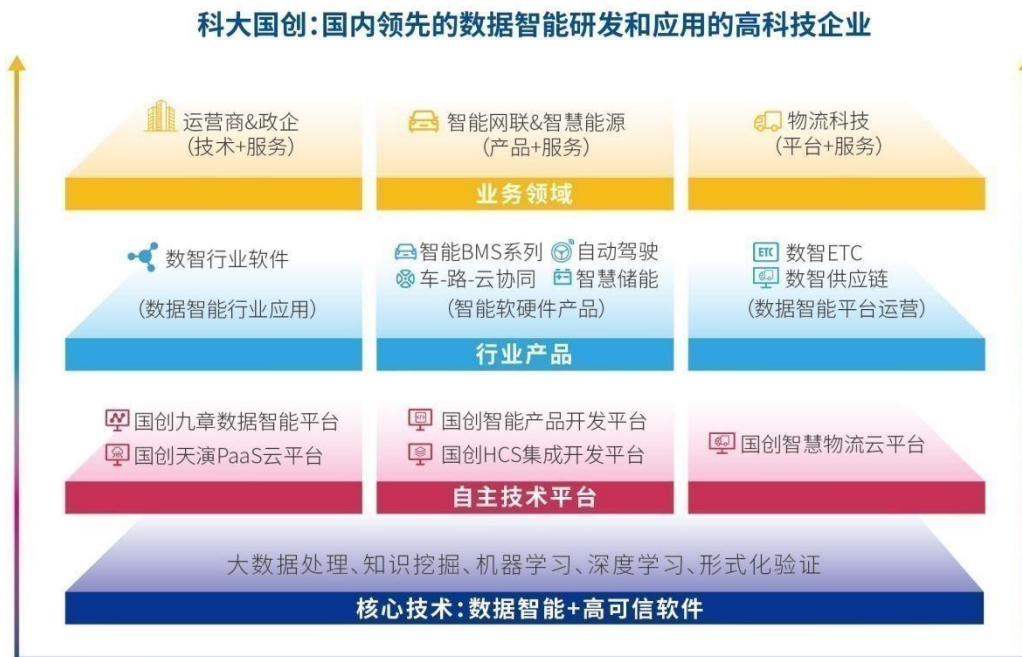 科大国创:国内领先的数据智能研发和应用的高科技企业
运营商&政企
(技术+服务)
智能网联&智慧能源
(产品+服务)
物流科技
(平台+服务)
业务领域
数智行业软件
(数据智能行业应用)
智能BMS系列 自动驾驶
车-路-云协同 智慧储能
(智能软硬件产品)
ETC 数智ETC
数智供应链
(数据智能平台运营)
行业产品
国创九章数据智能平台
国创天演PaaS云平台
国创智能产品开发平台
国创HCS集成开发平台
国创智慧物流云平台
自主技术平台
大数据处理、知识挖掘、机器学习、深度学习、形式化验证
核心技术:数据智能+高可信软件